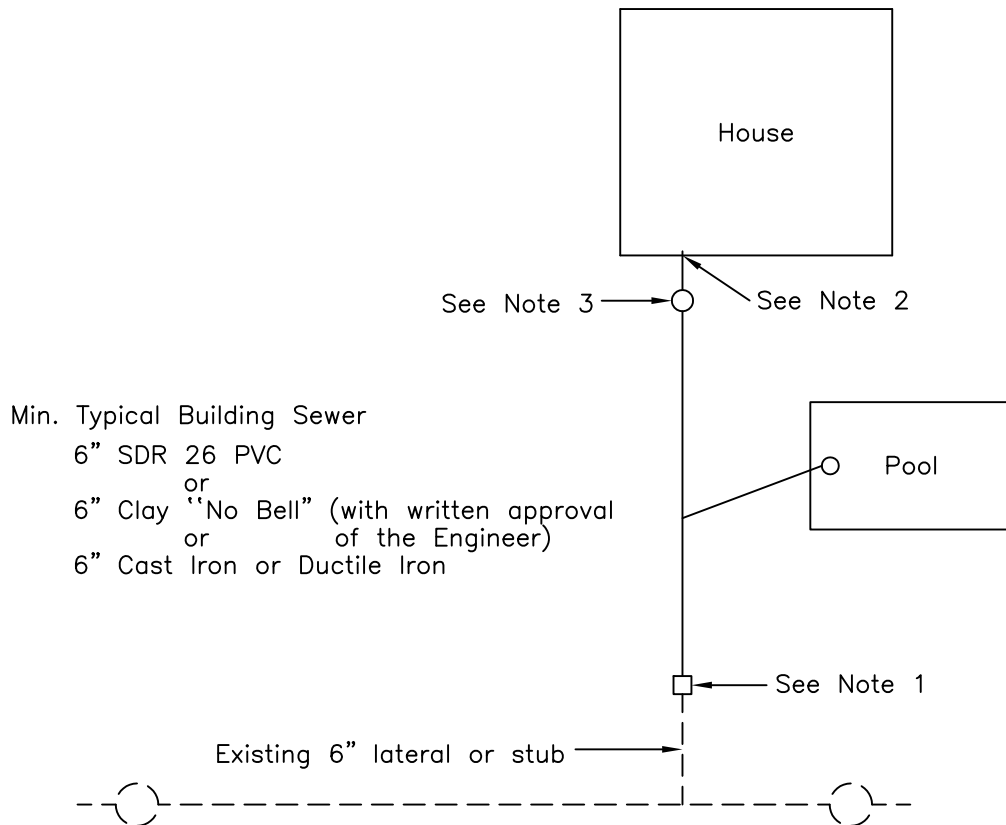 House
See Note 3
See Note 2
Min. Typical Building Sewer
6” SDR 26 PVC
or
6” Clay ‘‘No Bell” (with written approval
or of the Engineer)
6” Cast Iron or Ductile Iron
Pool
See Note 1
Existing 6” lateral or stub